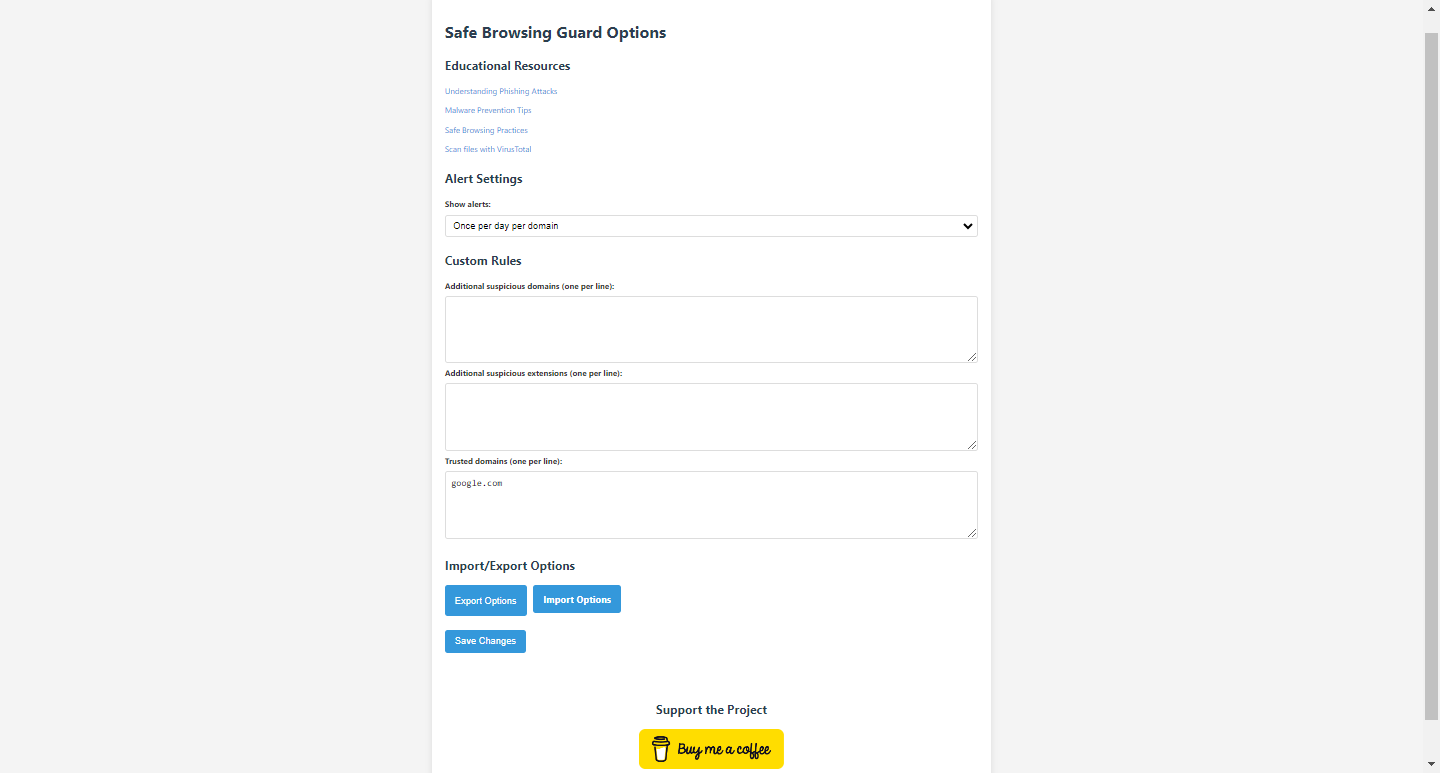 Safe Browsing Guard Options
Educational Resources
Understanding Phishing Attacks
Malware Prevention Tips
Safe Browsing Practices
Scan files with VirusTotal
Alert Settings
Show alerts:
Once per day per domain
Custom Rules
Additional suspicious domains (one per line):
Additional suspicious extensions (one per line):
Trusted domains (one per line):
google.com
Import/Export Options
Export Options Import Options
Save Changes
Support the Project
Buy me a coffee